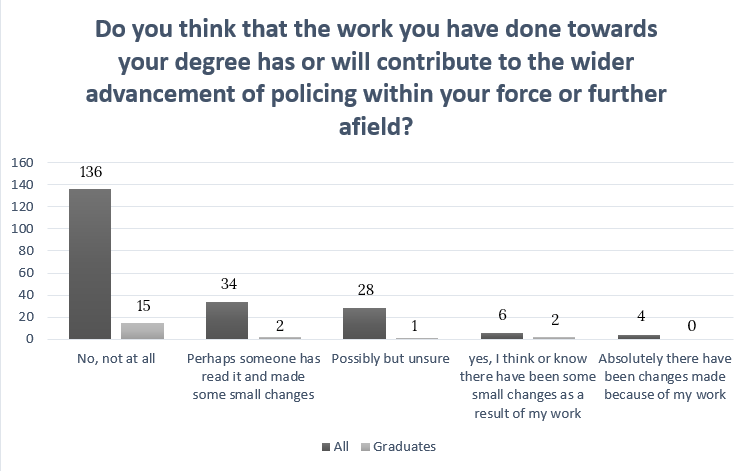 Do you think that the work you have done towards
your degree has or will contribute to the wider
advancement of policing within your force or further
afield?
160
140
120
100
80
60
40
20
0
136
15
34
2
28
1
6
2
4
0
No, not at all
Perhaps someone has
read it and made
some small changes
Possibly but unsure
yes, I think or know
there have been some
small changes as a
result of my work
Absolutely there have
been changes made
because of my work
All
Graduates